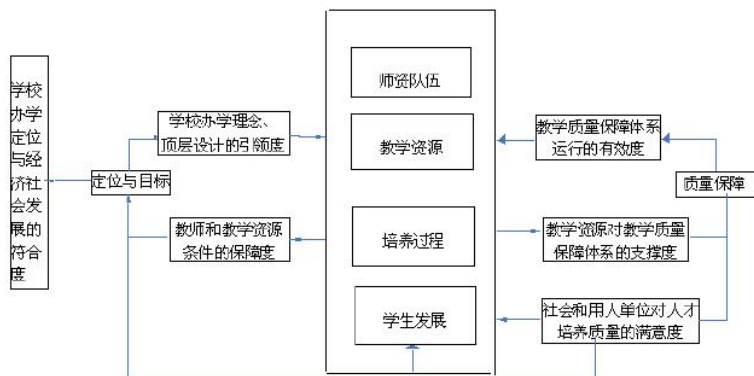 学校
办学
定位
与经
济社
会发
展的
符合
度
定位与目标
学校办学理念、
顶层设计的引领度
教师和教学资源
条件的保障度
师资队伍
教学资源
培养过程
学生发展
教学质量保障体系
运行的有效度
质量保障
教学资源对教学质量
保障体系的支撑度
社会和用人单位对人才
培养质量的满意度